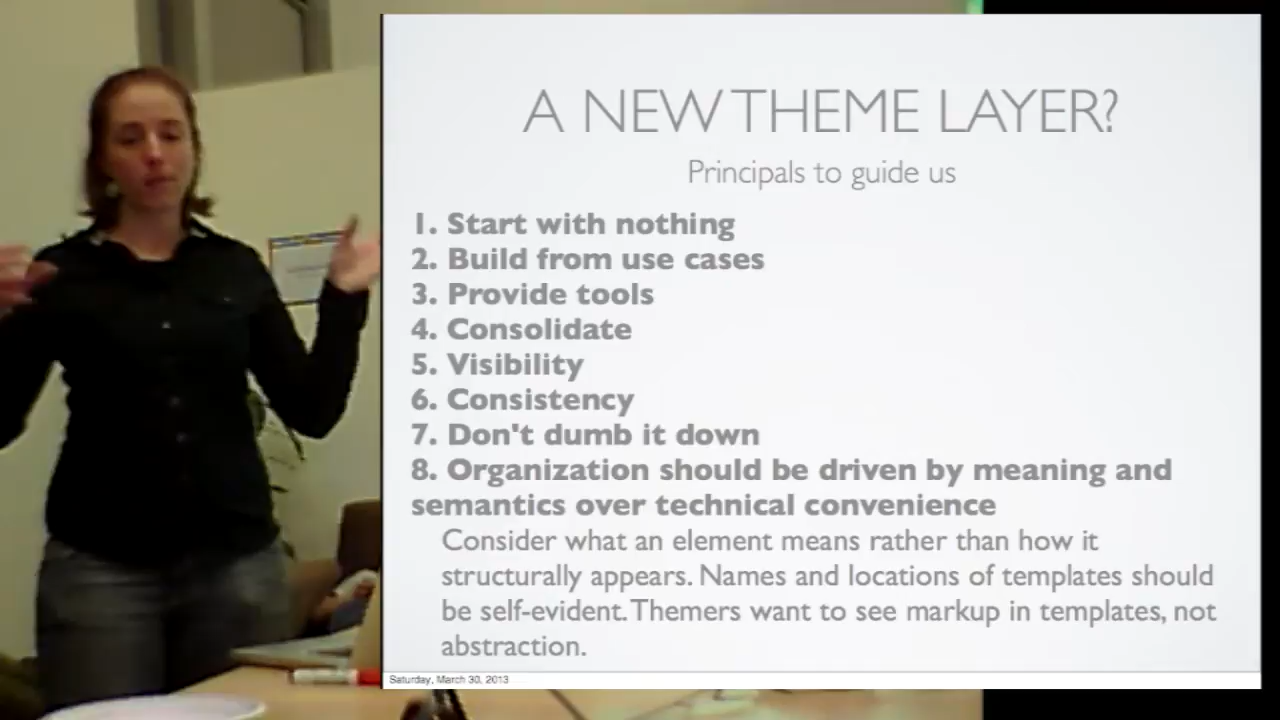 A NEW THEME LAYER?
Principals to guide us
1. Start with nothing
2. Build from use cases
3. Provide tools
4. Consolidate
5. Visibility
6. Consistency
7. Don't dumb it down
8. Organization should be driven by meaning and
semantics over technical convenience
Consider what an element means rather than how it
structurally appears. Names and locations of templates should
be self-evident. Themers want to see markup in templates, not
abstraction.
Saturday, March 30, 2013